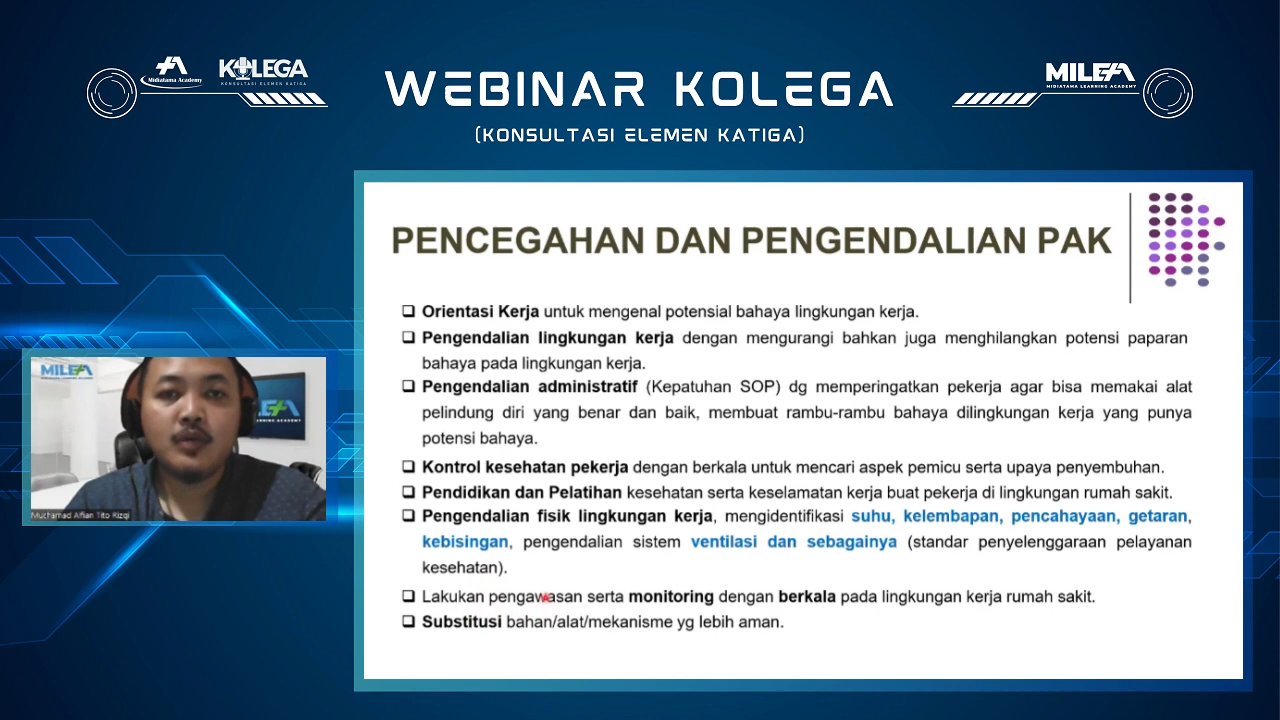 Midiatama Academy
KOLEGA
KONSULTASI ELEMEN KATIGA
WEBINAR KOLEGA
(KONSULTASI ELEMEN KATIGA)
MILEA
MIDIATAMA LEARNING ACADEMY
PENCEGAHAN DAN PENGENDALIAN PAK
❑ Orientasi Kerja untuk mengenal potensial bahaya lingkungan kerja.
❑ Pengendalian lingkungan kerja dengan mengurangi bahkan juga menghilangkan potensi paparan
bahaya pada lingkungan kerja.
❑ Pengendalian administratif (Kepatuhan SOP) dg memperingatkan pekerja agar bisa memakai alat
pelindung diri yang benar dan baik, membuat rambu-rambu bahaya dilingkungan kerja yang punya
potensi bahaya.
❑ Kontrol kesehatan pekerja dengan berkala untuk mencari aspek pemicu serta upaya penyembuhan.
❑ Pendidikan dan Pelatihan kesehatan serta keselamatan kerja buat pekerja di lingkungan rumah sakit.
❑ Pengendalian fisik lingkungan kerja, mengidentifikasi suhu, kelembapan, pencahayaan, getaran,
kebisingan, pengendalian sistem ventilasi dan sebagainya (standar penyelenggaraan pelayanan
kesehatan).
❑ Lakukan pengawasan serta monitoring dengan berkala pada lingkungan kerja rumah sakit.
❑ Substitusi bahan/alat/mekanisme yg lebih aman.
MILEA
Muchamad Alfian Tito Rizqi